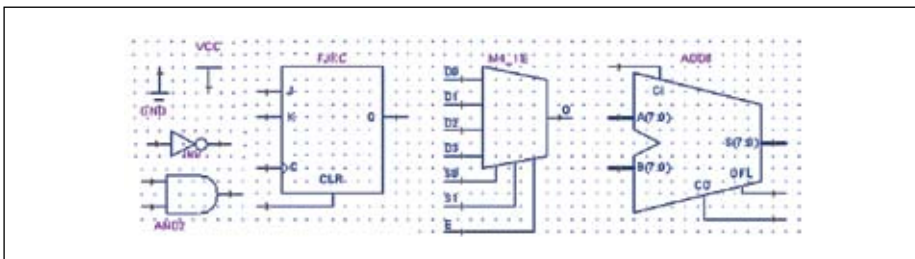 VCC
GND
INV
AND2
FJKC
J
K
C
Q
CLR
M4_1E
D0
D1
D2
D3
S0
S1
E
O
ADD8
CI
A(7:0)
B(7:0)
S(7:0)
OFL
CO